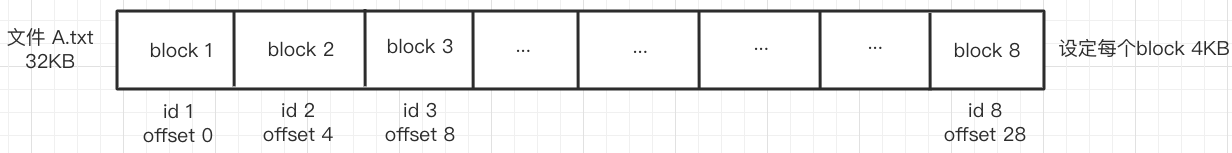 文件 A.txt
32KB
block 1
block 2
block 3
...
...
...
...
block 8
设定每个block 4KB
id 1
offset 0
id 2
offset 4
id 3
offset 8
id 8
offset 28